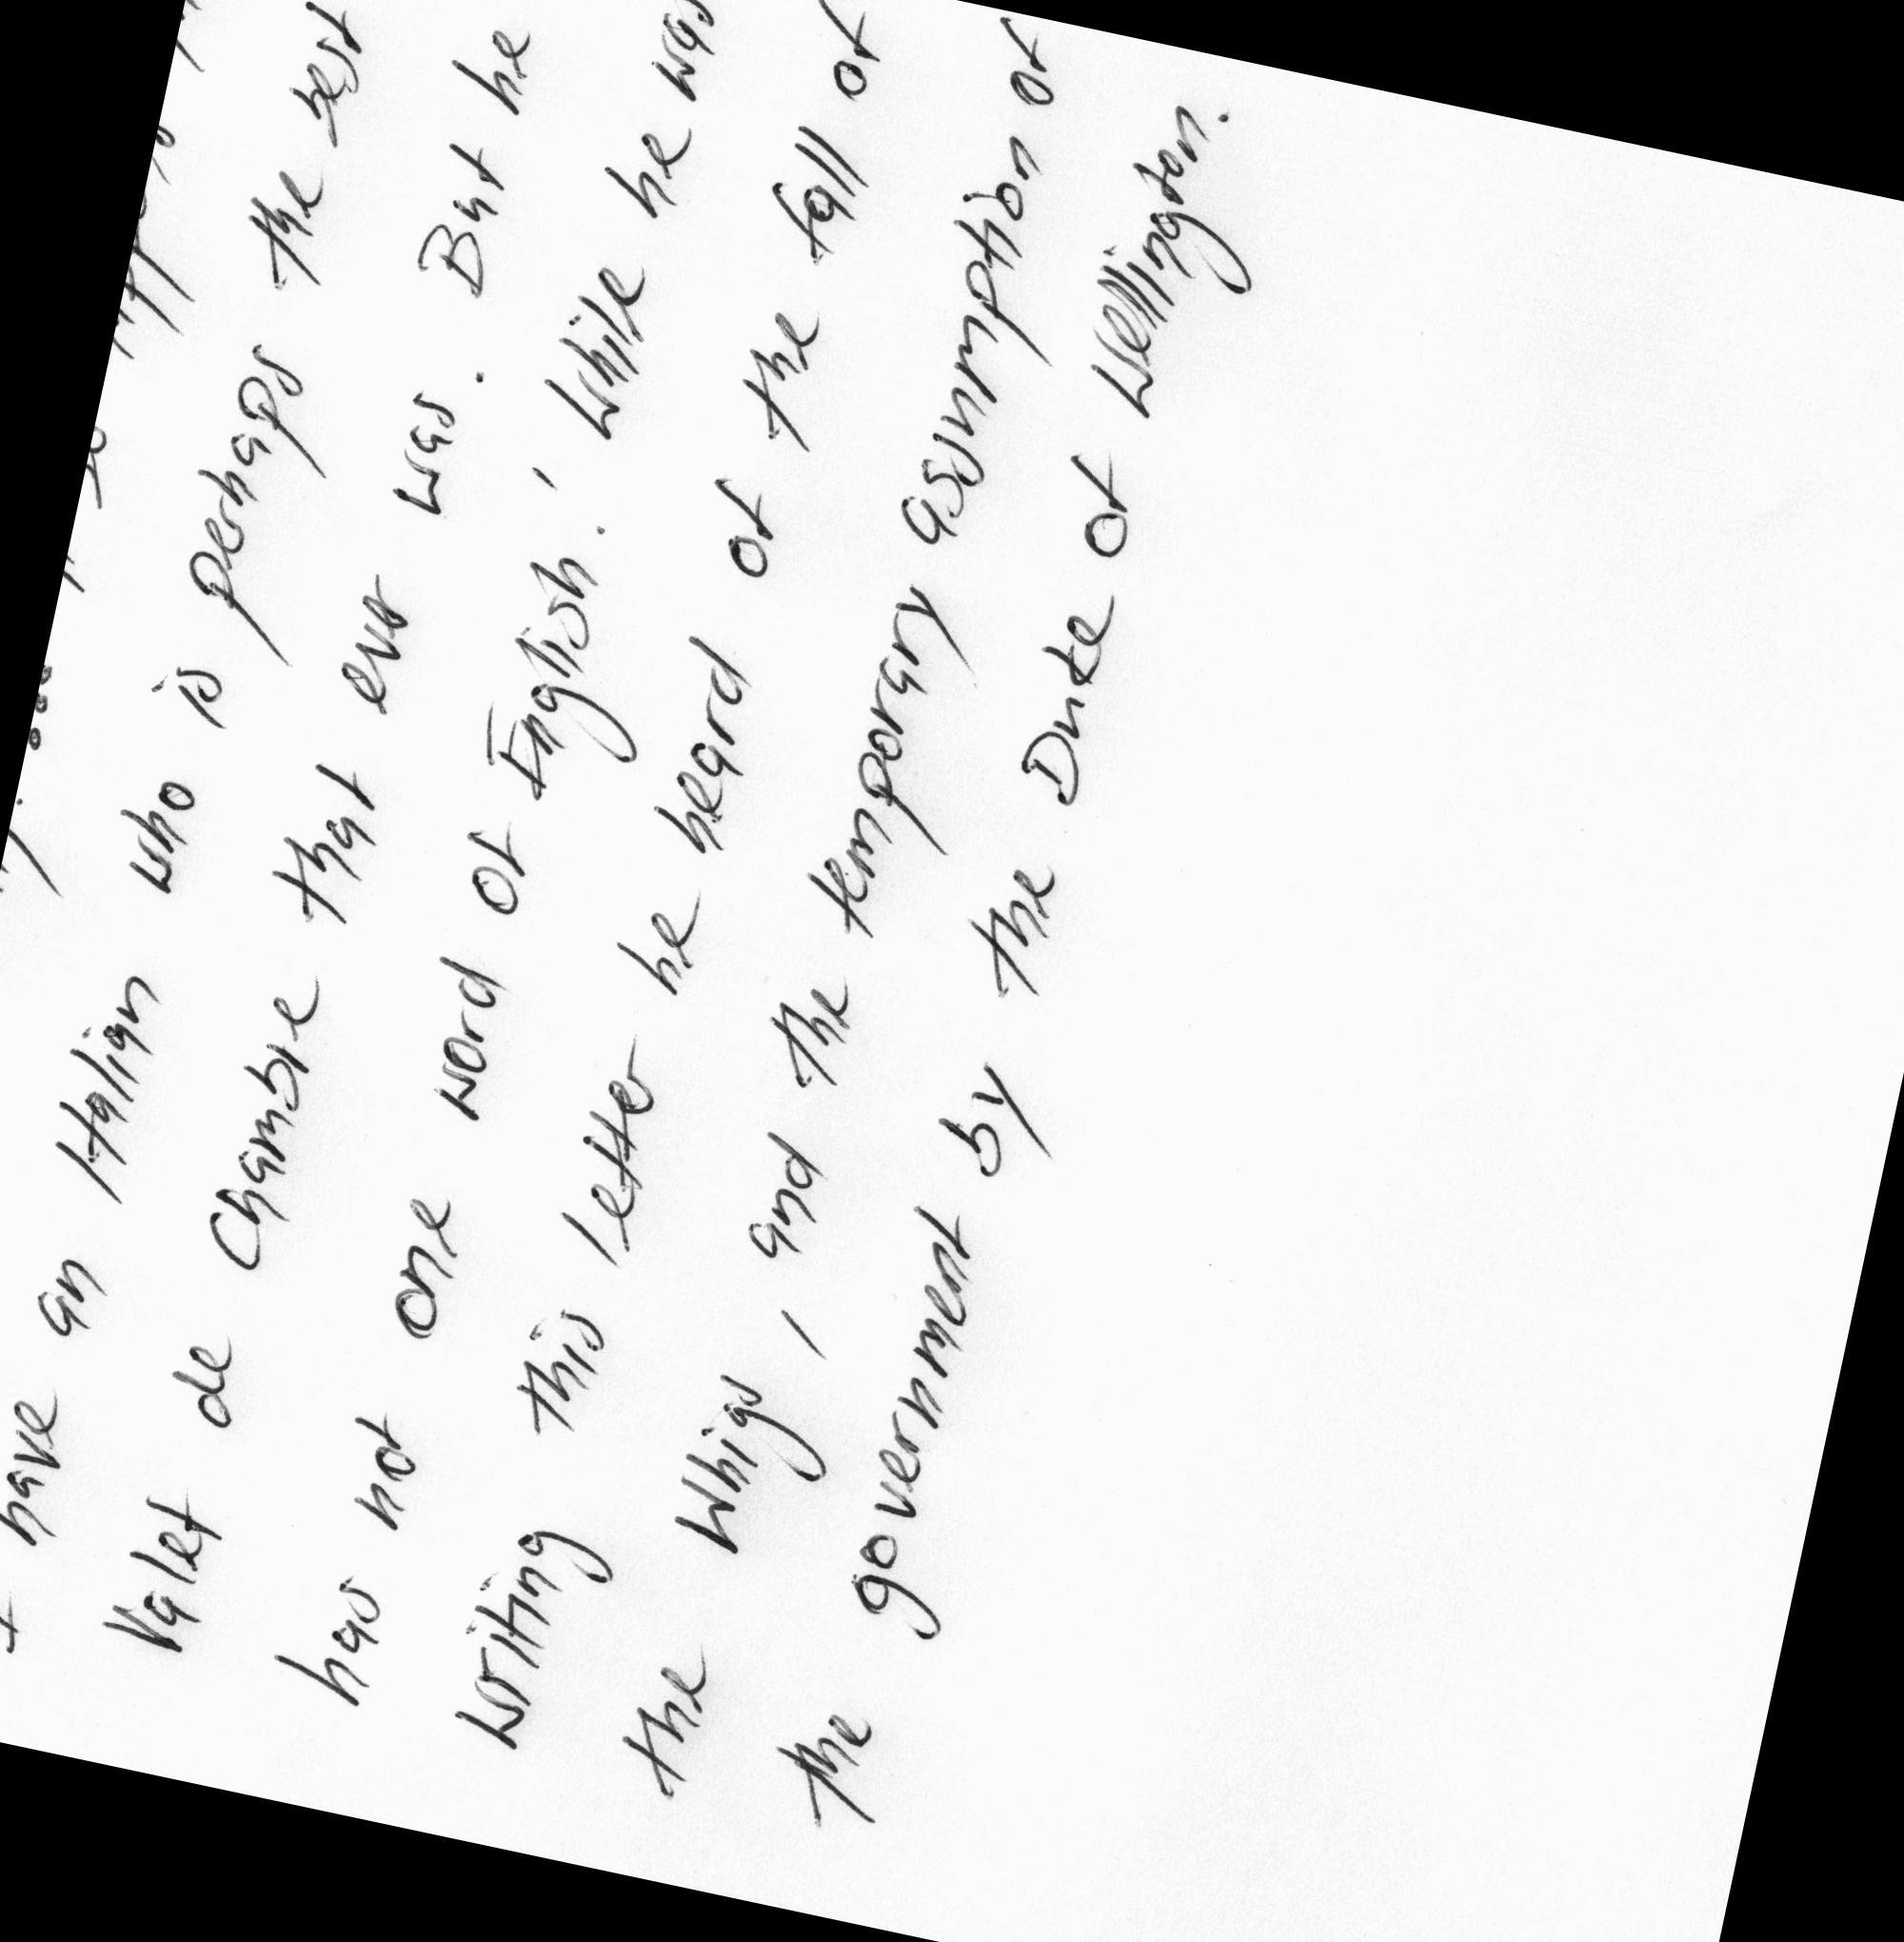 have an Italian who is perhaps the best
Valet de Chambre that ever was. But he
has not one word of English.' While he was
writing this letter he heard of the fall of
the Whigs, and the temporary assumption of
the government by the Duke of Wellington.